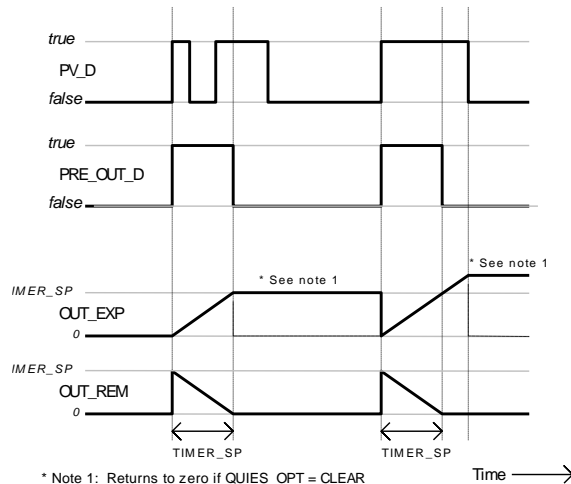 true
PV_D
false
true
PRE_OUT_D
false
* See note 1
* See note 1
IMER_SP
OUT_EXP
0
IMER_SP
OUT_REM
0
TIMER_SP
TIMER_SP
* Note 1: Returns to zero if QUIES OPT = CLEAR
Time